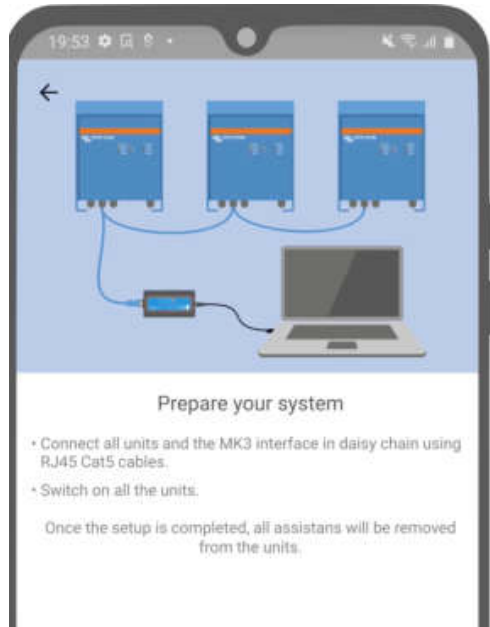 19:53
Prepare your system
• Connect all units and the MK3 interface in daisy chain using
RJ45 Cat5 cables.
• Switch on all the units.
Once the setup is completed, all assistans will be removed
from the units.